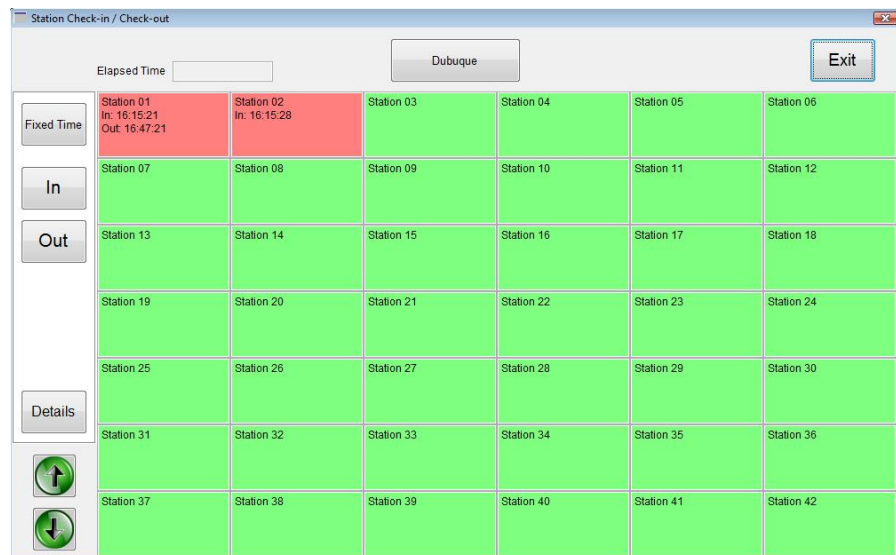 Station Check-in / Check-out
Elapsed Time
Dubuque
Exit
Fixed Time
In
Out
Details
Station 01
In: 16:15:21
Out: 16:47:21
Station 02
In: 16:15:28
Station 03
Station 04
Station 05
Station 06
Station 07
Station 08
Station 09
Station 10
Station 11
Station 12
Station 13
Station 14
Station 15
Station 16
Station 17
Station 18
Station 19
Station 20
Station 21
Station 22
Station 23
Station 24
Station 25
Station 26
Station 27
Station 28
Station 29
Station 30
Station 31
Station 32
Station 33
Station 34
Station 35
Station 36
Station 37
Station 38
Station 39
Station 40
Station 41
Station 42